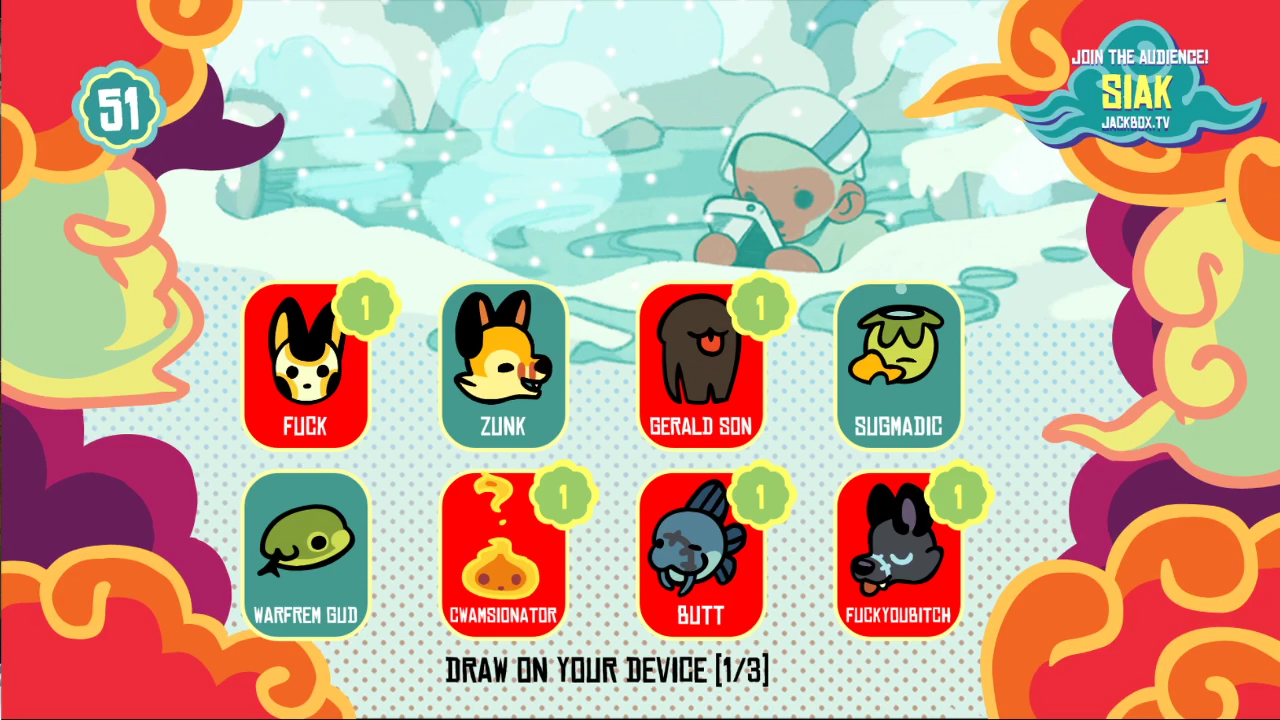 51
JOIN THE AUDIENCE!
SIAK
JACKBOX.TV
1
1
FUCK
ZUNK
GERALD SON
SUGMADIC
1
1
1
WARFREM GUD
CWAMSIONATOR
BUTT
FUCKYOUBITCH
DRAW ON YOUR DEVICE [1/3]